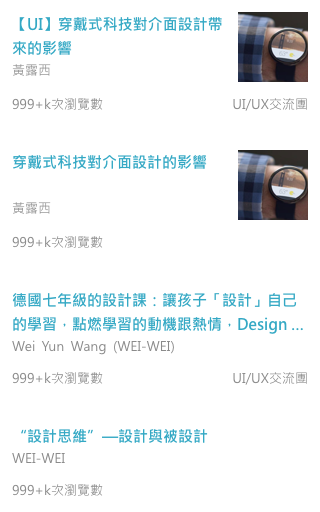 【UI】穿戴式科技對介面設計帶
來的影響
黃露西
999+k次瀏覽數 UI/UX交流團
穿戴式科技對介面設計的影響
黃露西
999+k次瀏覽數
德國七年級的設計課：讓孩子「設計」自己
的學習，點燃學習的動機跟熱情，Design ...
Wei Yun Wang (WEI-WEI)
999+k次瀏覽數 UI/UX交流團
“設計思維”—設計與被設計
WEI-WEI
999+k次瀏覽數